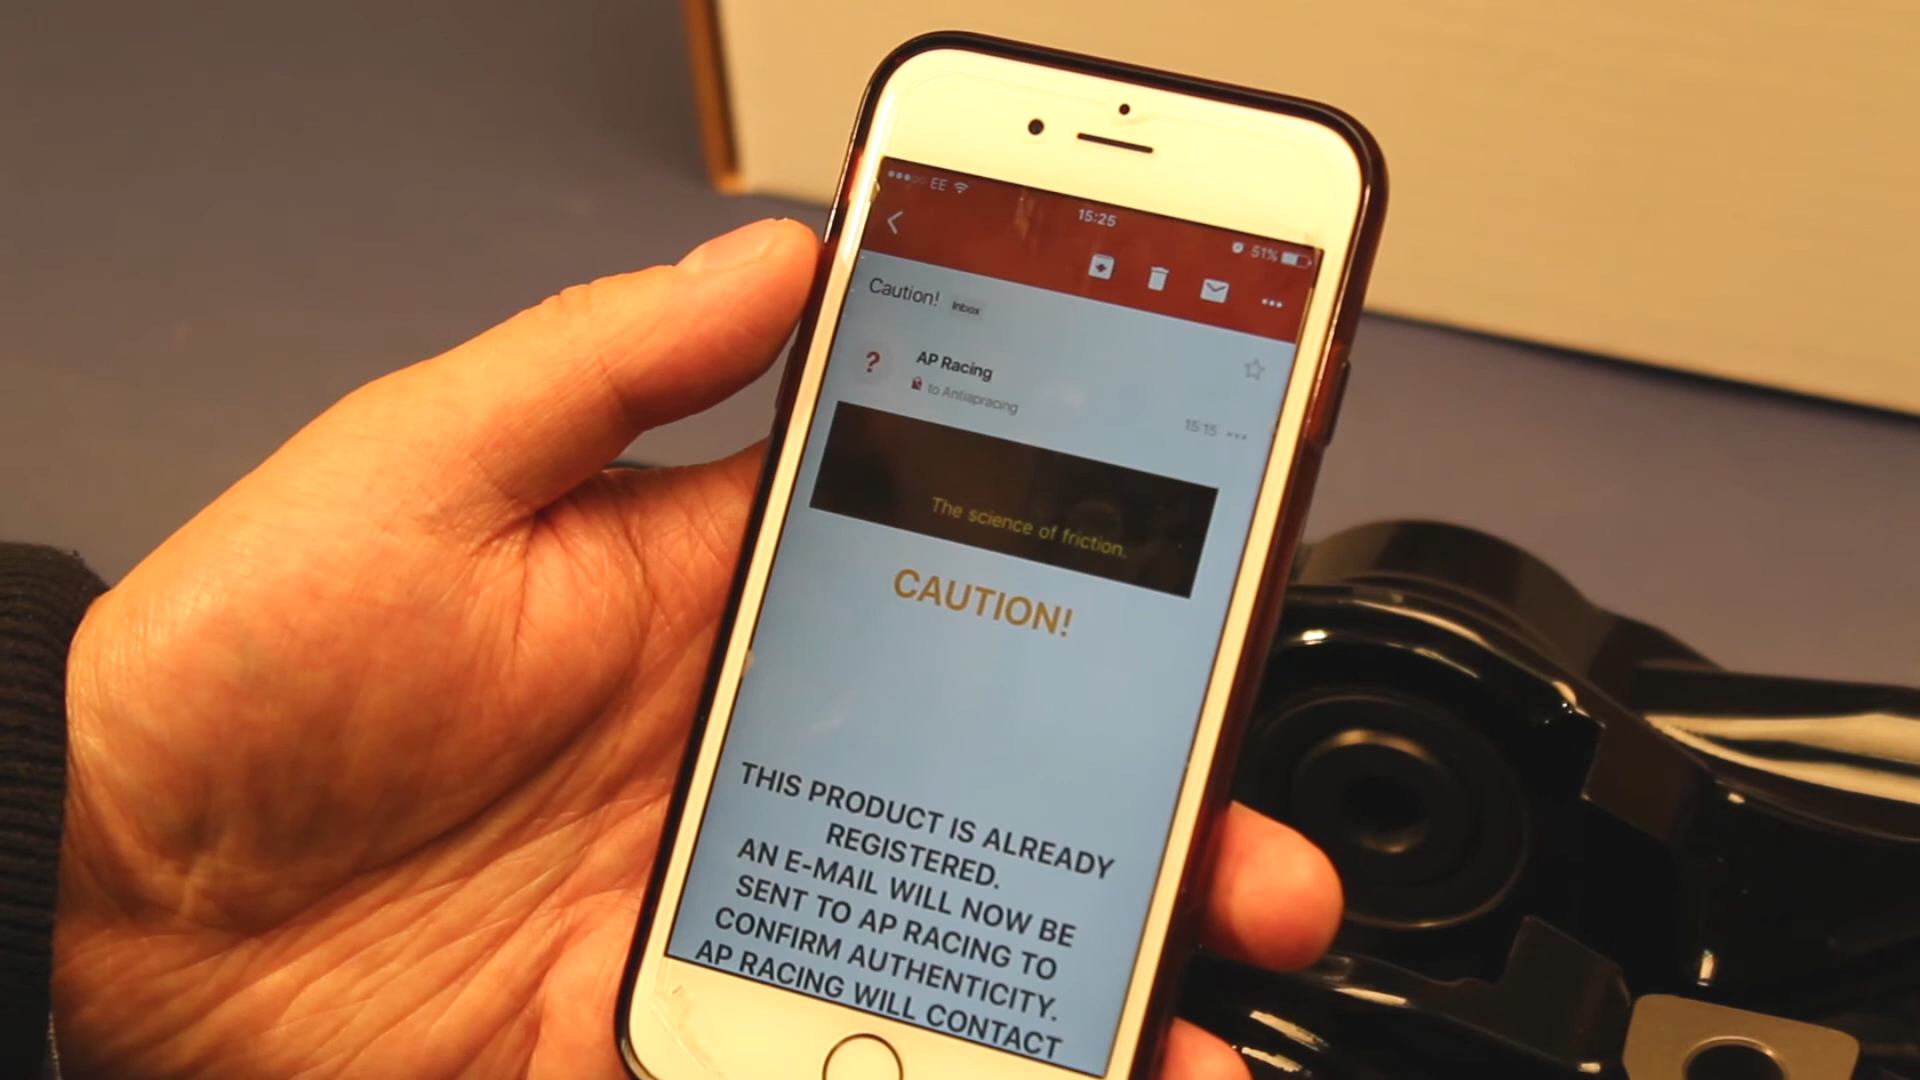 EE
15:25
51%
Caution! Inbox
?
AP Racing
to Antiapracing
15:15
The science of friction.
CAUTION!
THIS PRODUCT IS ALREADY
REGISTERED.
AN E-MAIL WILL NOW BE
SENT TO AP RACING TO
CONFIRM AUTHENTICITY.
AP RACING WILL CONTACT